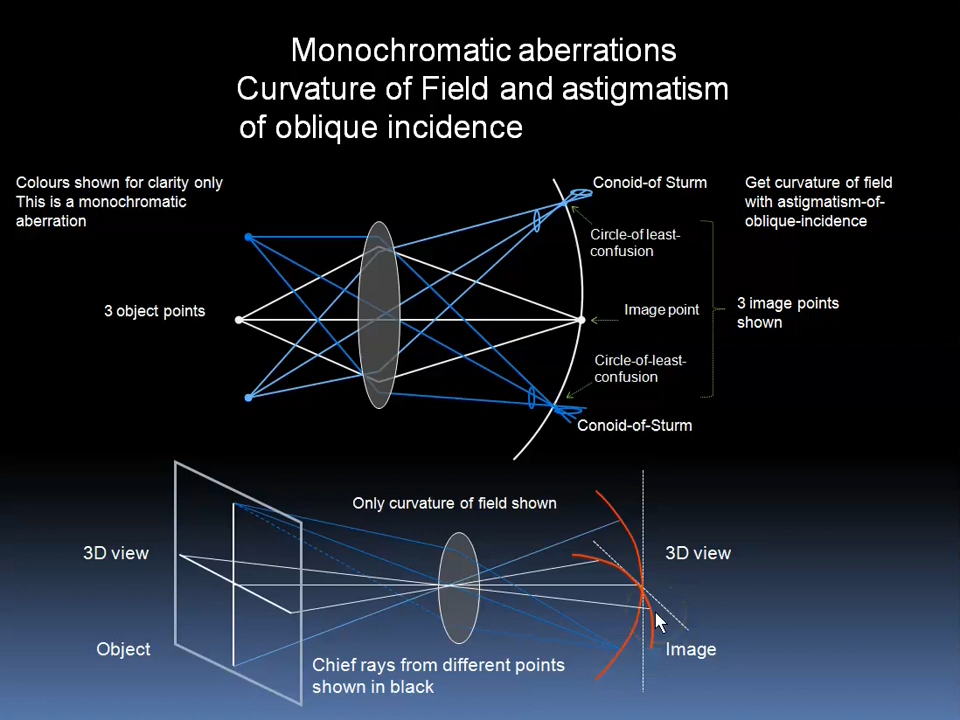 Monochromatic aberrations
Curvature of Field and astigmatism
of oblique incidence
Colours shown for clarity only
This is a monochromatic
aberration
Conoid-of Sturm
Get curvature of field
with astigmatism-of-
oblique-incidence
Circle-of least-
confusion
3 object points
Image point
3 image points
shown
Circle-of-least-
confusion
Conoid-of-Sturm
Only curvature of field shown
3D view
3D view
Object
Image
Chief rays from different points
shown in black